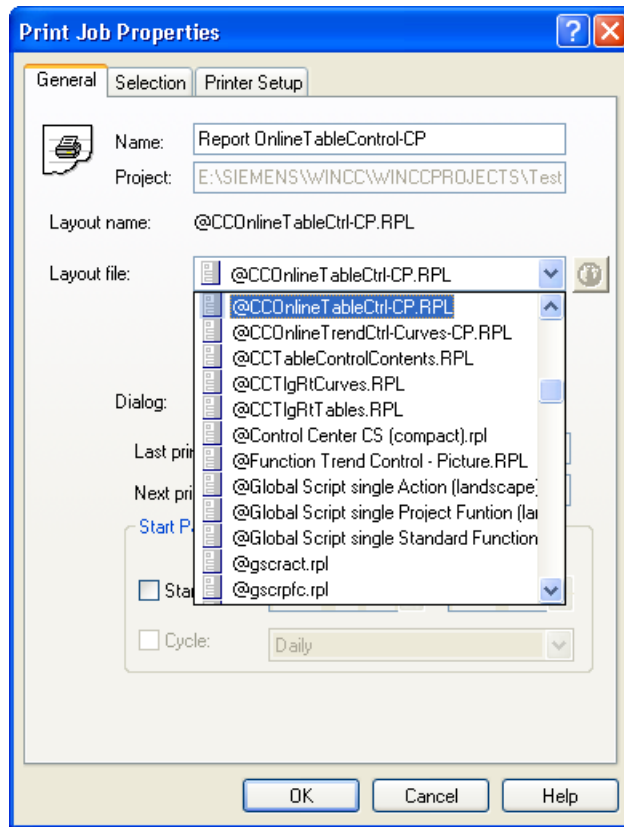 Print Job Properties
General Selection Printer Setup
Name: Report OnlineTableControl-CP
Project: E:\SIEMENS\WINCC\WINCCPROJECTS\Test
Layout name: @CCOnlineTableCtrl-CP.RPL
Layout file: @CCOnlineTableCtrl-CP.RPL
@CCOnlineTableCtrl-CP.RPL
@CCOnlineTrendCtrl-Curves-CP.RPL
@CCTableControlContents.RPL
@CCTlgRtCurves.RPL
Dialog: @CCTlgRtTables.RPL
@Control Center CS (compact).rpl
Last prin @Function Trend Control - Picture.RPL
Next pri @Global Script single Action (landscape)
@Global Script single Project Funtion (lar
Start P @Global Script single Standard Function
@gscract.rpl
Star @gscrpfc.rpl
Cycle: Daily
OK Cancel Help